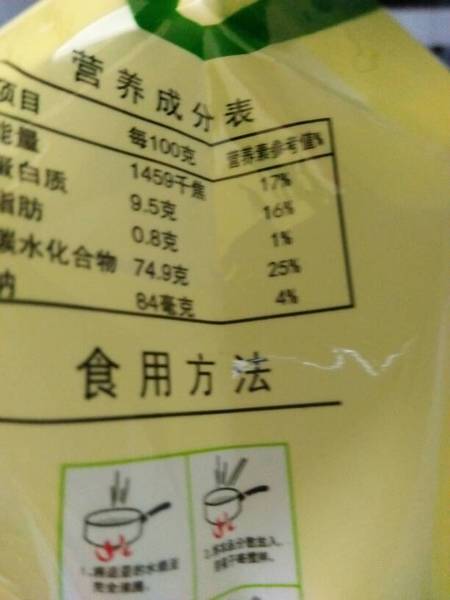 营养成分表
项目 每100克 营养素参考值%
能量 1459千焦 17%
蛋白质 9.5克 16%
脂肪 0.8克 1%
碳水化合物 74.9克 25%
钠 84毫克 4%
食用方法